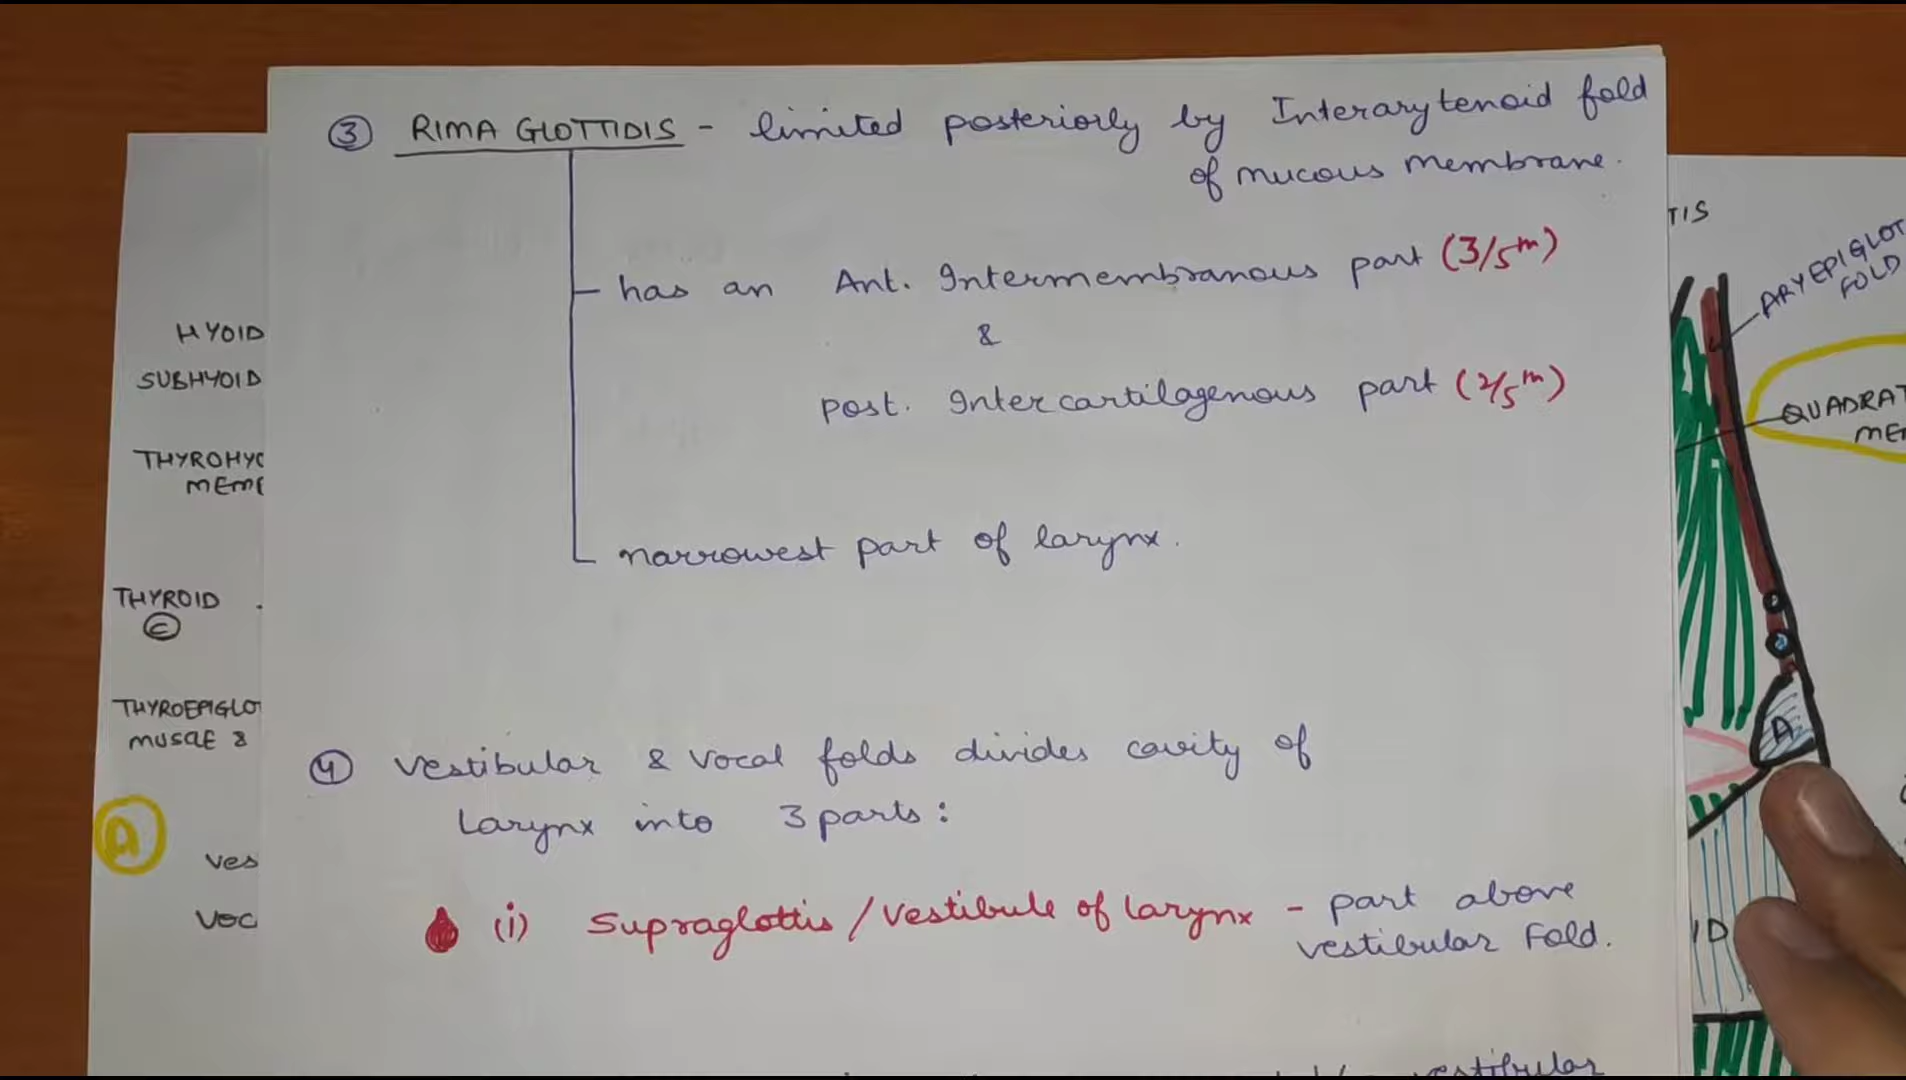 ③ RIMA GLOTTIDIS - limited posteriorly by Interarytenoid fold
of mucous membrane.
has an Ant. Intermembranous part (3/5ᵗʰ)
&
post. Intercartilagenous part (2/5ᵗʰ)
narrowest part of larynx.
④ vestibular & vocal folds divides cavity of
larynx into 3 parts:
(i) Supraglottis / Vestibule of larynx - part above
vestibular Fold.
vestibular
HYOID
SUBHYOID
THYROHYO
MEMB
THYROID
C
THYROEPIGLOT
MUSCLE &
A
ves
VOC
TIS
ARYEPIGLOT
FOLD
QUADRAT
MEM
A
ID